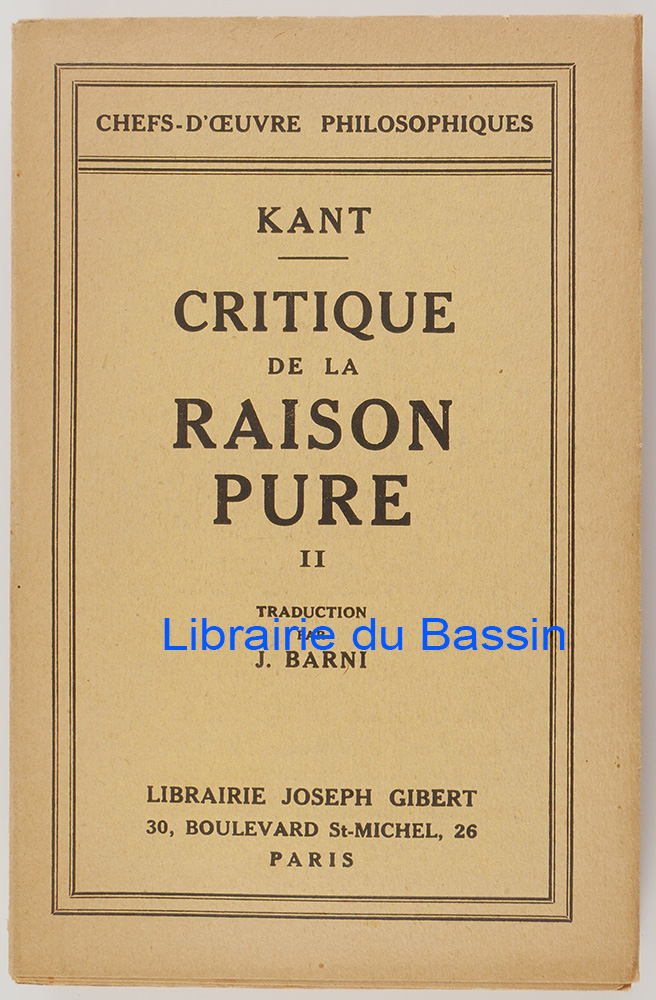 CHEFS-D'ŒUVRE PHILOSOPHIQUES
KANT
CRITIQUE
DE LA
RAISON
PURE
II
TRADUCTION
PAR
Librairie du Bassin
J. BARNI
LIBRAIRIE JOSEPH GIBERT
30, BOULEVARD St-MICHEL, 26
PARIS